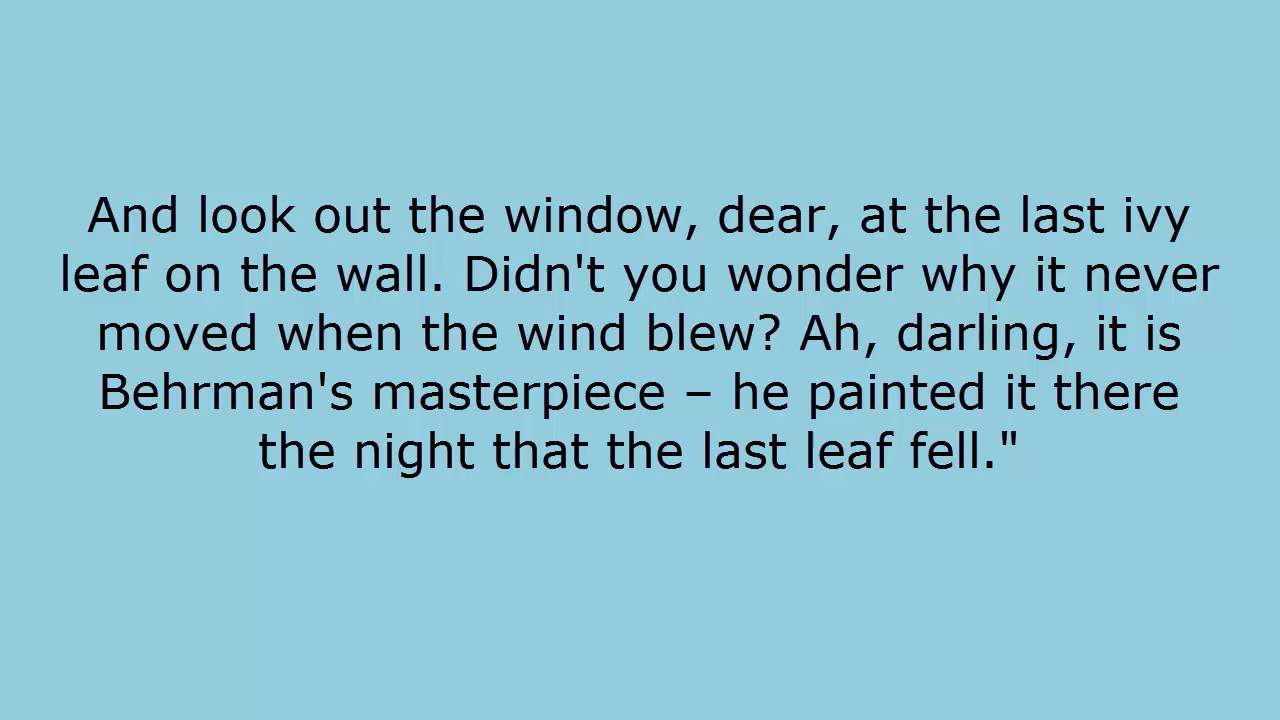 And look out the window, dear, at the last ivy
leaf on the wall. Didn't you wonder why it never
moved when the wind blew? Ah, darling, it is
Behrman's masterpiece – he painted it there
the night that the last leaf fell."